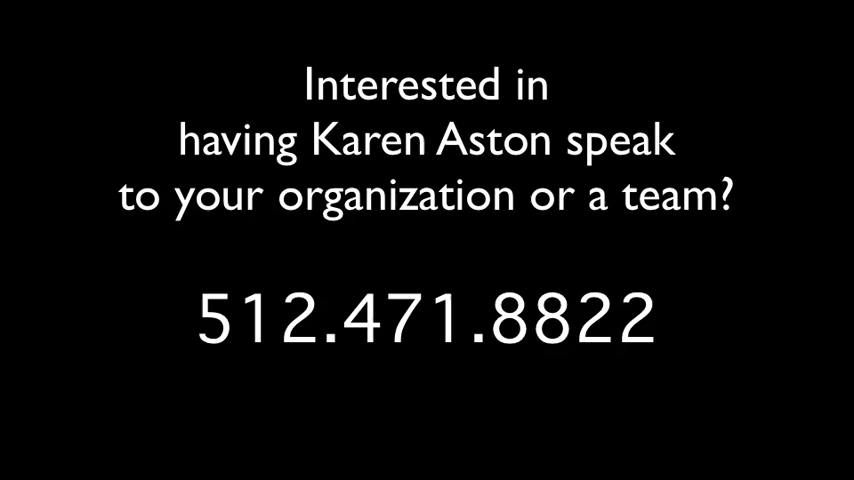 Interested in
having Karen Aston speak
to your organization or a team?
512.471.8822